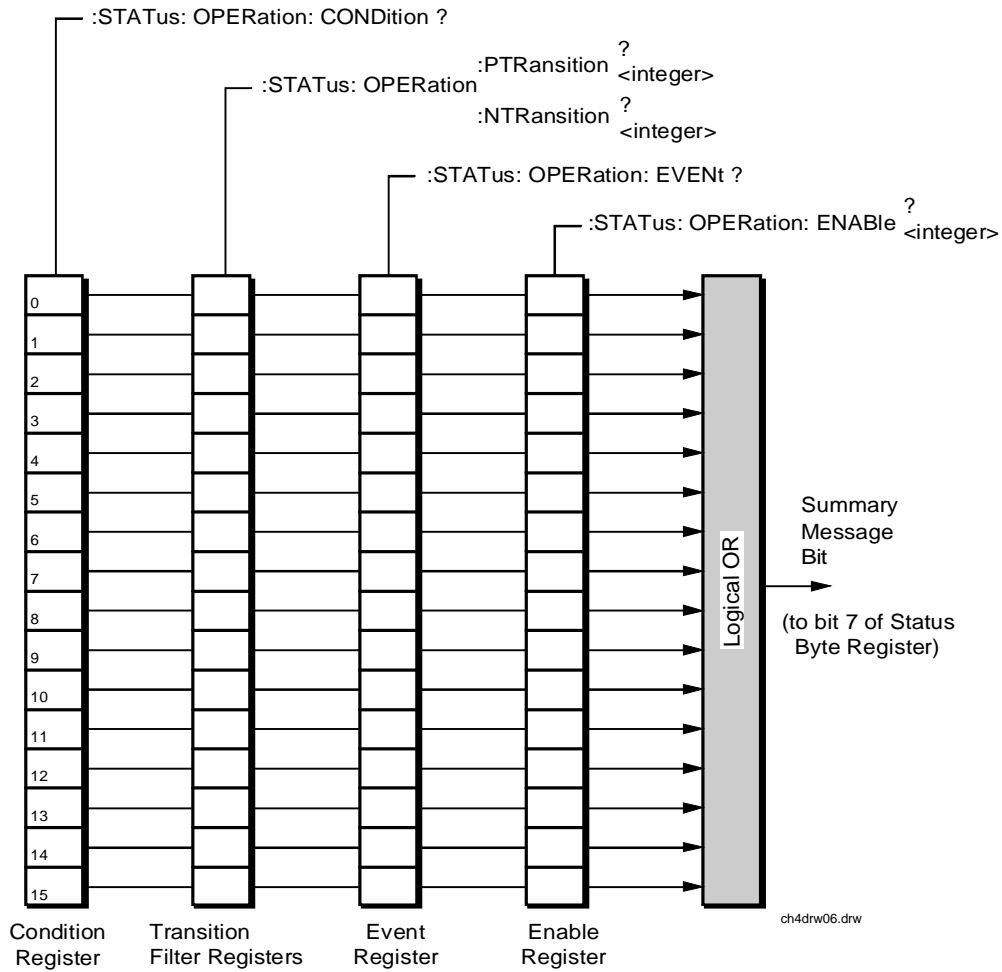 :STATus: OPERation: CONDition ?
:STATus: OPERation
:PTRansition ?
<integer>
:NTRansition ?
<integer>
:STATus: OPERation: EVENt ?
:STATus: OPERation: ENABle ?
<integer>
0
1
2
3
4
5
6
7
8
9
10
11
12
13
14
15
Logical OR
Summary
Message
Bit
(to bit 7 of Status
Byte Register)
Condition
Register
Transition
Filter Registers
Event
Register
Enable
Register
ch4drw06.drw